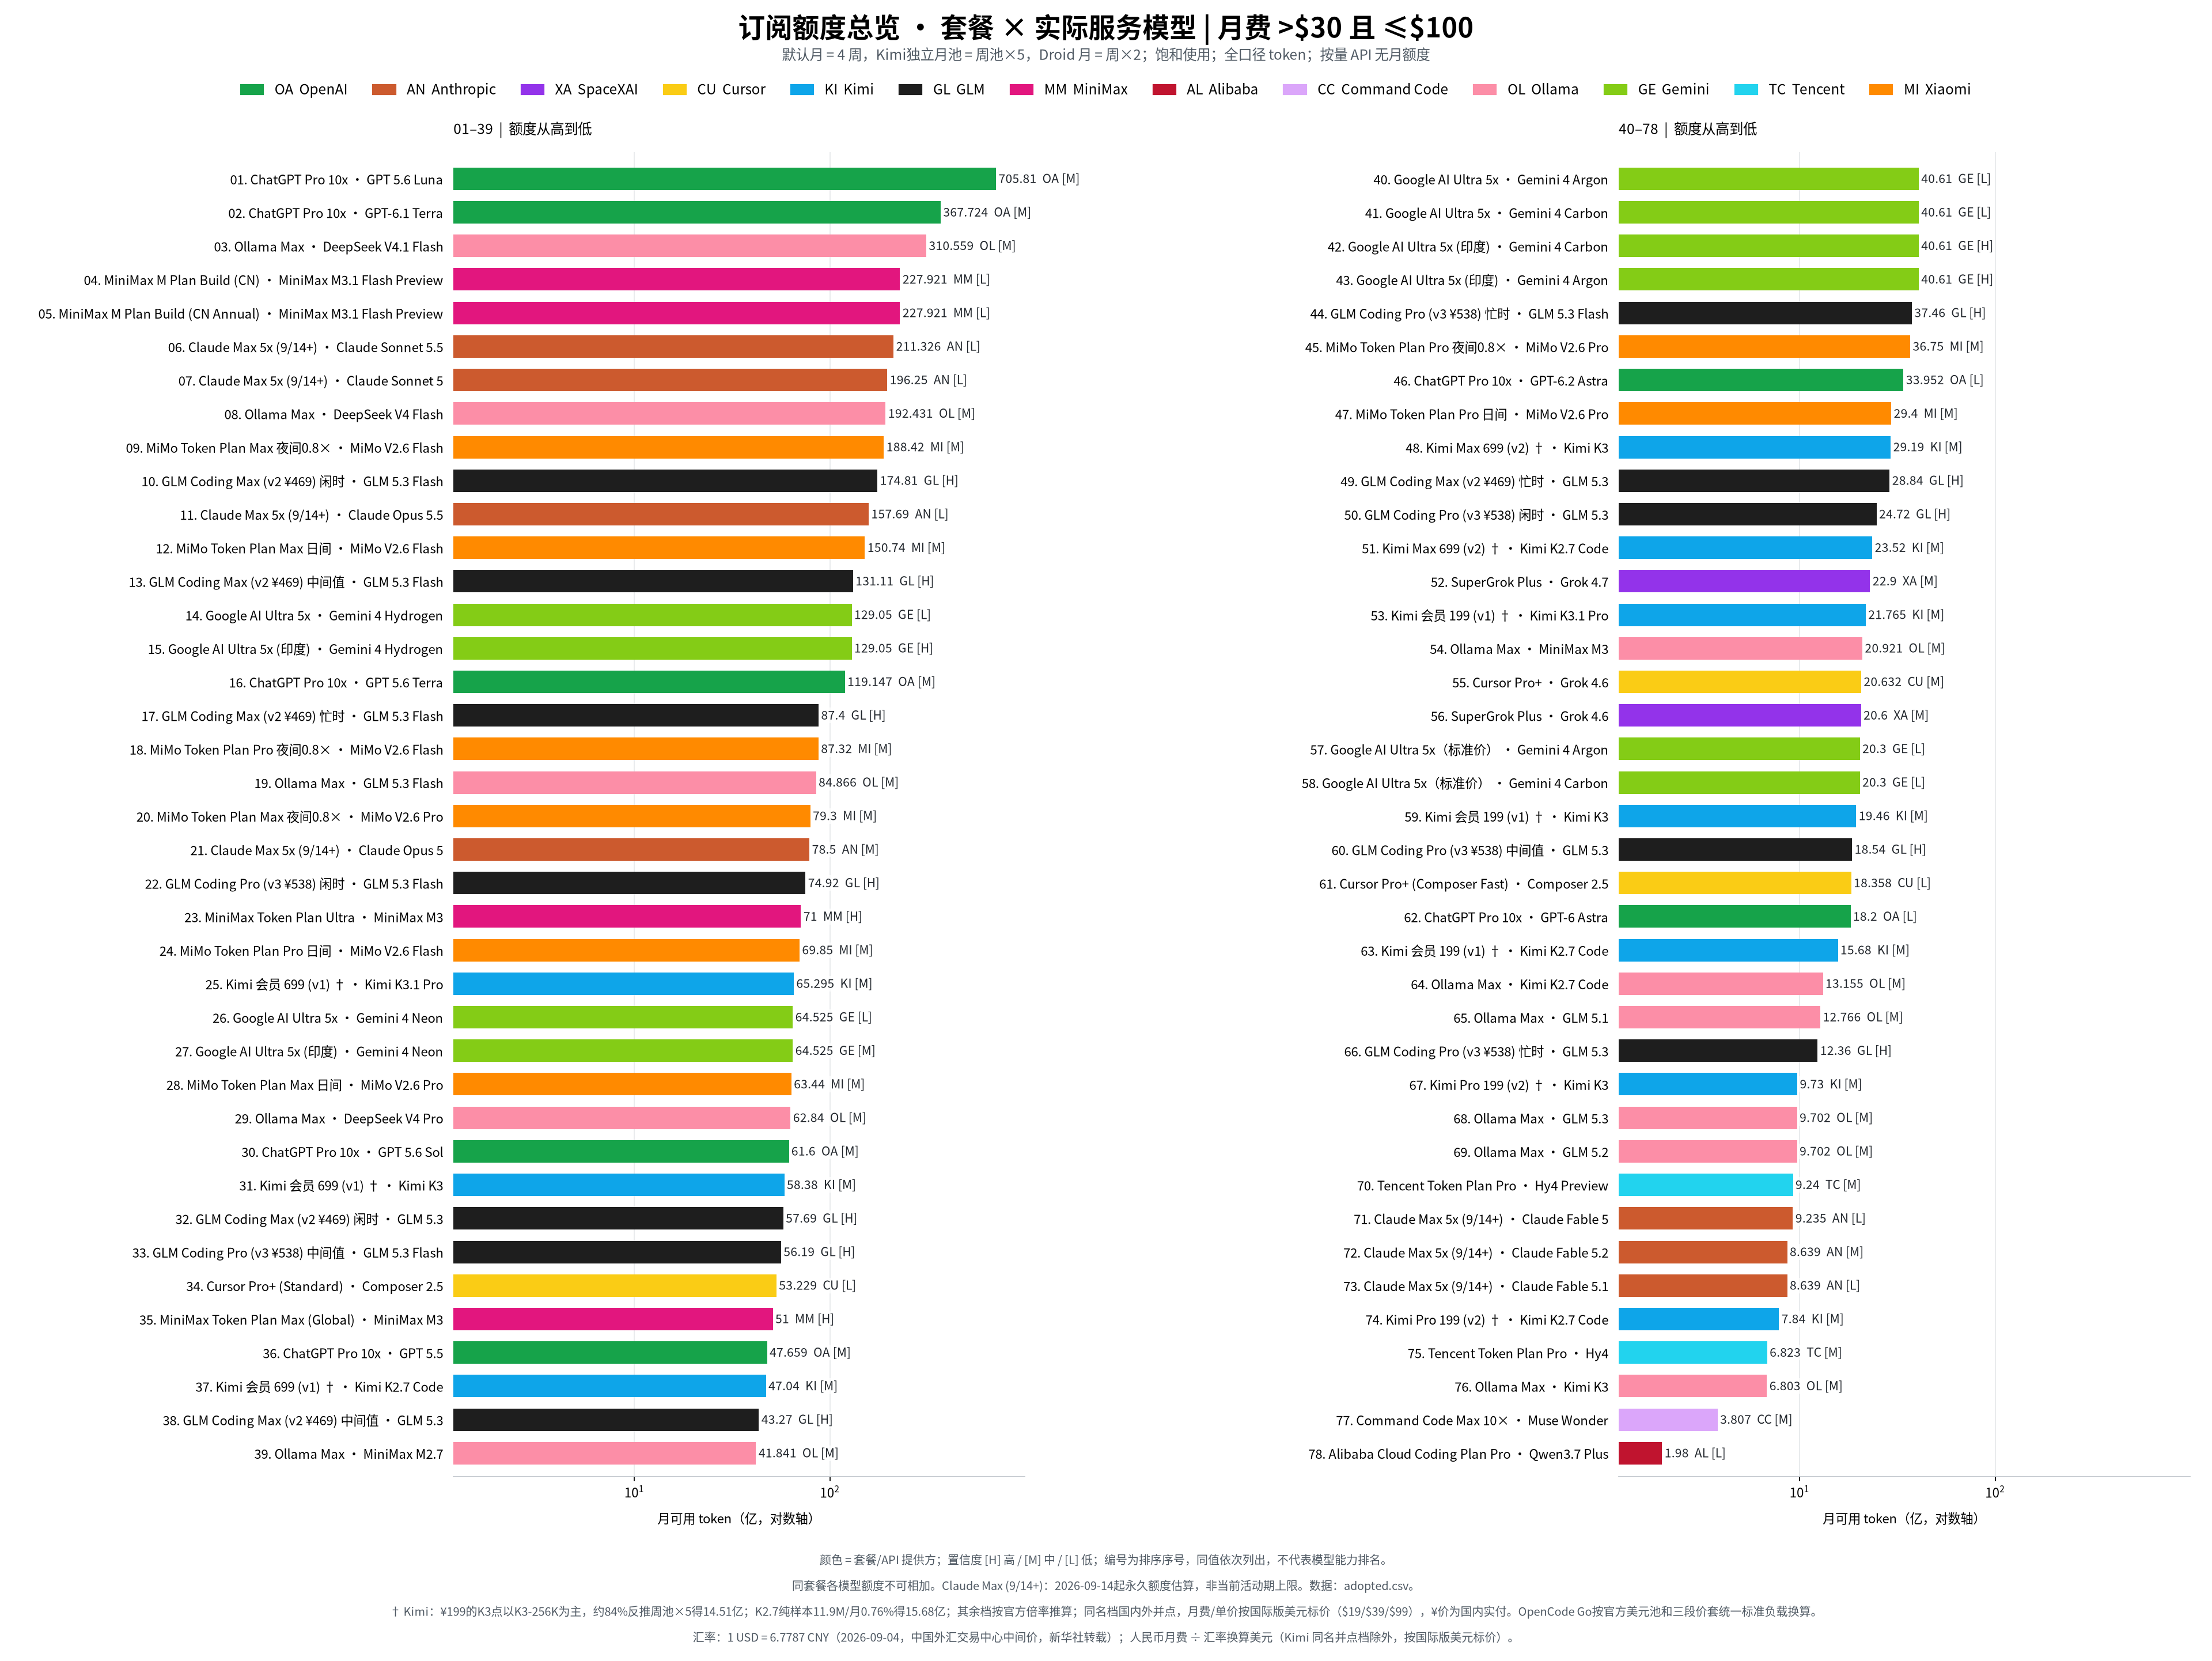 订阅额度总览 · 套餐 × 实际服务模型 | 月费 >$30 且 ≤$100
默认月 = 4 周，Kimi独立月池 = 周池×5，Droid 月 = 周×2；饱和使用；全口径 token；按量 API 无月额度
OA OpenAI
AN Anthropic
XA SpaceXAI
CU Cursor
KI Kimi
GL GLM
MM MiniMax
AL Alibaba
CC Command Code
OL Ollama
GE Gemini
TC Tencent
MI Xiaomi
01–39 | 额度从高到低
01. ChatGPT Pro 10x · GPT 5.6 Luna 705.81 OA [M]
02. ChatGPT Pro 10x · GPT-6.1 Terra 367.724 OA [M]
03. Ollama Max · DeepSeek V4.1 Flash 310.559 OL [M]
04. MiniMax M Plan Build (CN) · MiniMax M3.1 Flash Preview 227.921 MM [L]
05. MiniMax M Plan Build (CN Annual) · MiniMax M3.1 Flash Preview 227.921 MM [L]
06. Claude Max 5x (9/14+) · Claude Sonnet 5.5 211.326 AN [L]
07. Claude Max 5x (9/14+) · Claude Sonnet 5 196.25 AN [L]
08. Ollama Max · DeepSeek V4 Flash 192.431 OL [M]
09. MiMo Token Plan Max 夜间0.8× · MiMo V2.6 Flash 188.42 MI [M]
10. GLM Coding Max (v2 ¥469) 闲时 · GLM 5.3 Flash 174.81 GL [H]
11. Claude Max 5x (9/14+) · Claude Opus 5.5 157.69 AN [L]
12. MiMo Token Plan Max 日间 · MiMo V2.6 Flash 150.74 MI [M]
13. GLM Coding Max (v2 ¥469) 中间值 · GLM 5.3 Flash 131.11 GL [H]
14. Google AI Ultra 5x · Gemini 4 Hydrogen 129.05 GE [L]
15. Google AI Ultra 5x (印度) · Gemini 4 Hydrogen 129.05 GE [H]
16. ChatGPT Pro 10x · GPT 5.6 Terra 119.147 OA [M]
17. GLM Coding Max (v2 ¥469) 忙时 · GLM 5.3 Flash 87.4 GL [H]
18. MiMo Token Plan Pro 夜间0.8× · MiMo V2.6 Flash 87.32 MI [M]
19. Ollama Max · GLM 5.3 Flash 84.866 OL [M]
20. MiMo Token Plan Max 夜间0.8× · MiMo V2.6 Pro 79.3 MI [M]
21. Claude Max 5x (9/14+) · Claude Opus 5 78.5 AN [M]
22. GLM Coding Pro (v3 ¥538) 闲时 · GLM 5.3 Flash 74.92 GL [H]
23. MiniMax Token Plan Ultra · MiniMax M3 71 MM [H]
24. MiMo Token Plan Pro 日间 · MiMo V2.6 Flash 69.85 MI [M]
25. Kimi 会员 699 (v1) † · Kimi K3.1 Pro 65.295 KI [M]
26. Google AI Ultra 5x · Gemini 4 Neon 64.525 GE [L]
27. Google AI Ultra 5x (印度) · Gemini 4 Neon 64.525 GE [M]
28. MiMo Token Plan Max 日间 · MiMo V2.6 Pro 63.44 MI [M]
29. Ollama Max · DeepSeek V4 Pro 62.84 OL [M]
30. ChatGPT Pro 10x · GPT 5.6 Sol 61.6 OA [M]
31. Kimi 会员 699 (v1) † · Kimi K3 58.38 KI [M]
32. GLM Coding Max (v2 ¥469) 闲时 · GLM 5.3 57.69 GL [H]
33. GLM Coding Pro (v3 ¥538) 中间值 · GLM 5.3 Flash 56.19 GL [H]
34. Cursor Pro+ (Standard) · Composer 2.5 53.229 CU [L]
35. MiniMax Token Plan Max (Global) · MiniMax M3 51 MM [H]
36. ChatGPT Pro 10x · GPT 5.5 47.659 OA [M]
37. Kimi 会员 699 (v1) † · Kimi K2.7 Code 47.04 KI [M]
38. GLM Coding Max (v2 ¥469) 中间值 · GLM 5.3 43.27 GL [H]
39. Ollama Max · MiniMax M2.7 41.841 OL [M]
10¹ 10²
月可用 token（亿，对数轴）
40–78 | 额度从高到低
40. Google AI Ultra 5x · Gemini 4 Argon 40.61 GE [L]
41. Google AI Ultra 5x · Gemini 4 Carbon 40.61 GE [L]
42. Google AI Ultra 5x (印度) · Gemini 4 Carbon 40.61 GE [H]
43. Google AI Ultra 5x (印度) · Gemini 4 Argon 40.61 GE [H]
44. GLM Coding Pro (v3 ¥538) 忙时 · GLM 5.3 Flash 37.46 GL [H]
45. MiMo Token Plan Pro 夜间0.8× · MiMo V2.6 Pro 36.75 MI [M]
46. ChatGPT Pro 10x · GPT-6.2 Astra 33.952 OA [L]
47. MiMo Token Plan Pro 日间 · MiMo V2.6 Pro 29.4 MI [M]
48. Kimi Max 699 (v2) † · Kimi K3 29.19 KI [M]
49. GLM Coding Max (v2 ¥469) 忙时 · GLM 5.3 28.84 GL [H]
50. GLM Coding Pro (v3 ¥538) 闲时 · GLM 5.3 24.72 GL [H]
51. Kimi Max 699 (v2) † · Kimi K2.7 Code 23.52 KI [M]
52. SuperGrok Plus · Grok 4.7 22.9 XA [M]
53. Kimi 会员 199 (v1) † · Kimi K3.1 Pro 21.765 KI [M]
54. Ollama Max · MiniMax M3 20.921 OL [M]
55. Cursor Pro+ · Grok 4.6 20.632 CU [M]
56. SuperGrok Plus · Grok 4.6 20.6 XA [M]
57. Google AI Ultra 5x（标准价） · Gemini 4 Argon 20.3 GE [L]
58. Google AI Ultra 5x（标准价） · Gemini 4 Carbon 20.3 GE [L]
59. Kimi 会员 199 (v1) † · Kimi K3 19.46 KI [M]
60. GLM Coding Pro (v3 ¥538) 中间值 · GLM 5.3 18.54 GL [H]
61. Cursor Pro+ (Composer Fast) · Composer 2.5 18.358 CU [L]
62. ChatGPT Pro 10x · GPT-6 Astra 18.2 OA [L]
63. Kimi 会员 199 (v1) † · Kimi K2.7 Code 15.68 KI [M]
64. Ollama Max · Kimi K2.7 Code 13.155 OL [M]
65. Ollama Max · GLM 5.1 12.766 OL [M]
66. GLM Coding Pro (v3 ¥538) 忙时 · GLM 5.3 12.36 GL [H]
67. Kimi Pro 199 (v2) † · Kimi K3 9.73 KI [M]
68. Ollama Max · GLM 5.3 9.702 OL [M]
69. Ollama Max · GLM 5.2 9.702 OL [M]
70. Tencent Token Plan Pro · Hy4 Preview 9.24 TC [M]
71. Claude Max 5x (9/14+) · Claude Fable 5 9.235 AN [L]
72. Claude Max 5x (9/14+) · Claude Fable 5.2 8.639 AN [M]
73. Claude Max 5x (9/14+) · Claude Fable 5.1 8.639 AN [L]
74. Kimi Pro 199 (v2) † · Kimi K2.7 Code 7.84 KI [M]
75. Tencent Token Plan Pro · Hy4 6.823 TC [M]
76. Ollama Max · Kimi K3 6.803 OL [M]
77. Command Code Max 10× · Muse Wonder 3.807 CC [M]
78. Alibaba Cloud Coding Plan Pro · Qwen3.7 Plus 1.98 AL [L]
10¹ 10²
月可用 token（亿，对数轴）
颜色 = 套餐/API 提供方；置信度 [H] 高 / [M] 中 / [L] 低；编号为排序序号，同值依次列出，不代表模型能力排名。
同套餐各模型额度不可相加。Claude Max (9/14+)：2026-09-14起永久额度估算，非当前活动期上限。数据：adopted.csv。
† Kimi：¥199的K3点以K3-256K为主，约84%反推周池×5得14.51亿；K2.7纯样本11.9M/月0.76%得15.68亿；其余档按官方倍率推算；同名档国内外并点，月费/单价按国际版美元标价（$19/$39/$99），¥价为国内实付。OpenCode Go按官方美元池和三段价套统一标准负载换算。
汇率：1 USD = 6.7787 CNY（2026-09-04，中国外汇交易中心中间价，新华社转载）；人民币月费 ÷ 汇率换算美元（Kimi 同名并点档除外，按国际版美元标价）。